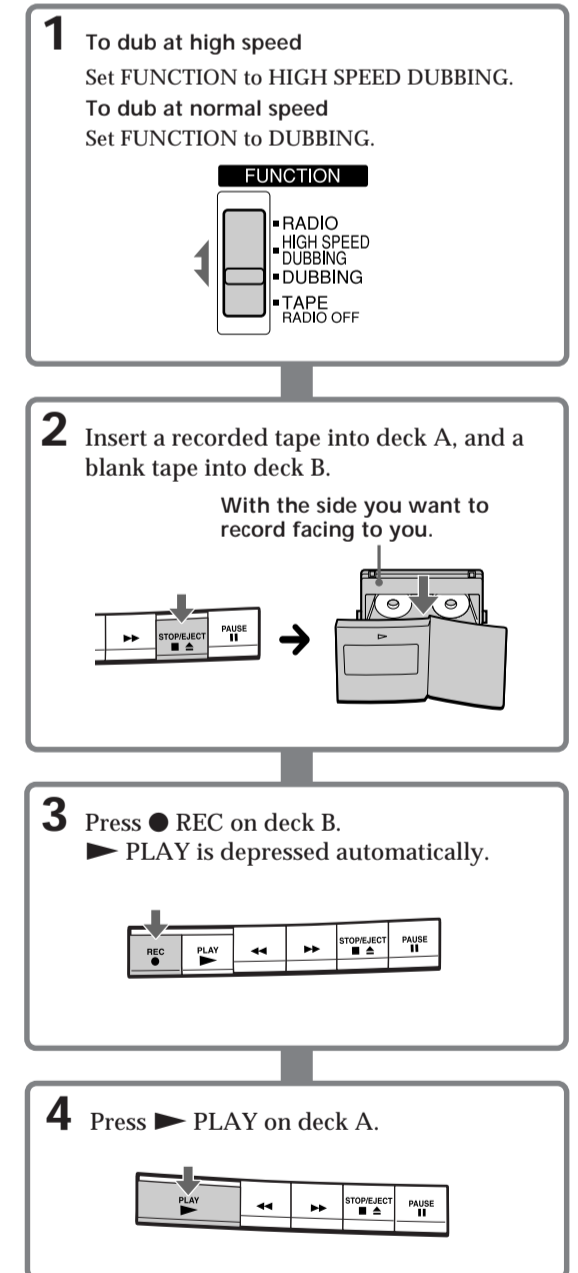 1 To dub at high speed
Set FUNCTION to HIGH SPEED DUBBING.
To dub at normal speed
Set FUNCTION to DUBBING.
FUNCTION
RADIO
HIGH SPEED
DUBBING
DUBBING
TAPE
RADIO OFF
2 Insert a recorded tape into deck A, and a
blank tape into deck B.
With the side you want to
record facing to you.
STOP/EJECT PAUSE
3 Press ● REC on deck B.
► PLAY is depressed automatically.
REC PLAY STOP/EJECT PAUSE
4 Press ► PLAY on deck A.
PLAY STOP/EJECT PAUSE